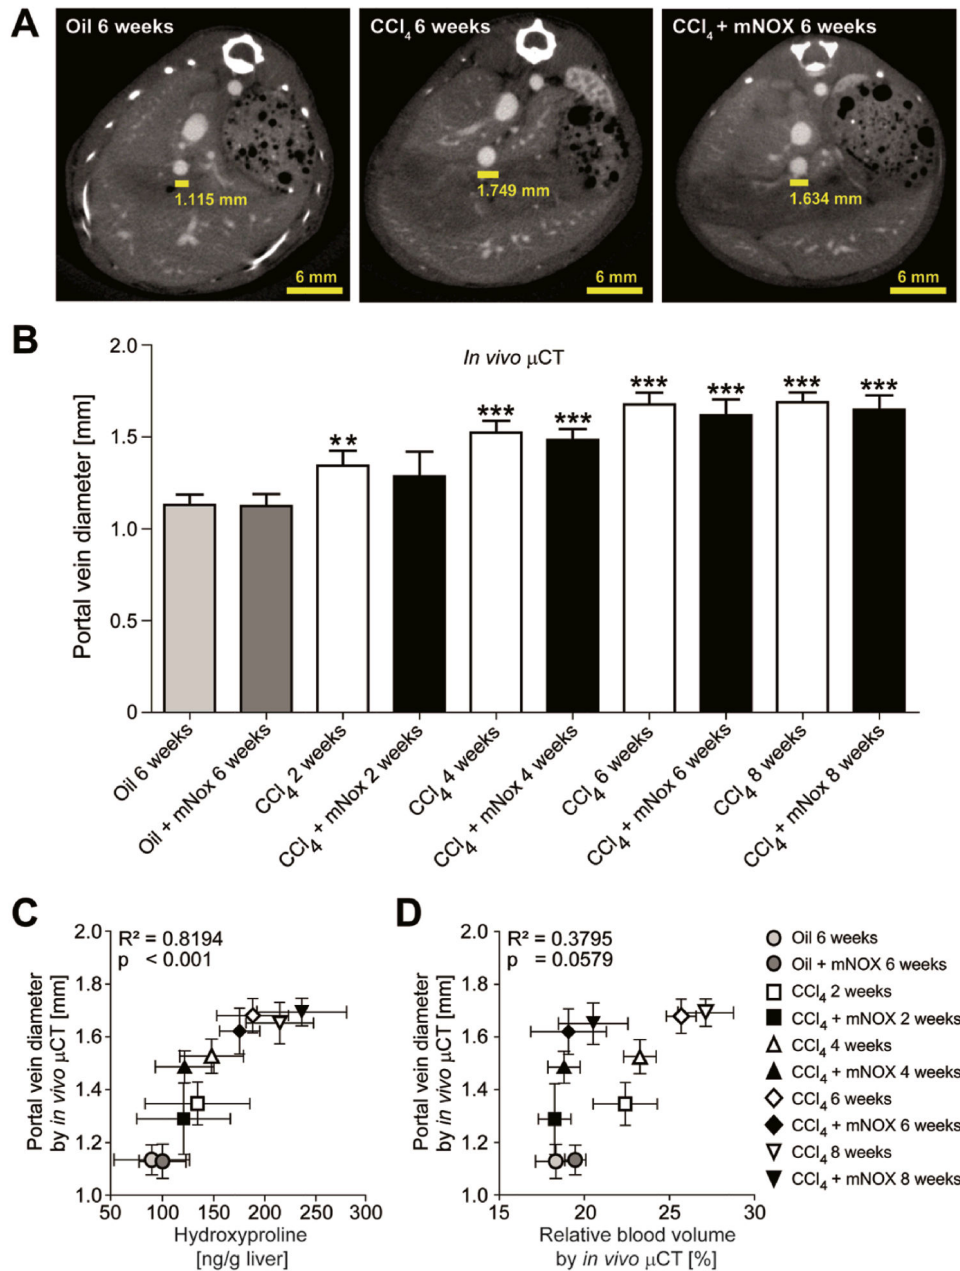 A
Oil 6 weeks
CCl4 6 weeks
CCl4 + mNOX 6 weeks
1.115 mm
1.749 mm
1.634 mm
6 mm
6 mm
6 mm
B
In vivo μCT
Portal vein diameter [mm]
2.0
1.5
1.0
0.5
0
** *** *** *** *** *** ***
Oil 6 weeks
Oil + mNox 6 weeks
CCl4 2 weeks
CCl4 + mNox 2 weeks
CCl4 4 weeks
CCl4 + mNox 4 weeks
CCl4 6 weeks
CCl4 + mNox 6 weeks
CCl4 8 weeks
CCl4 + mNox 8 weeks
C
Portal vein diameter
by in vivo μCT [mm]
2.0
1.8
1.6
1.4
1.2
1.0
R² = 0.8194
p < 0.001
50 100 150 200 250 300
Hydroxyproline
[ng/g liver]
D
Portal vein diameter
by in vivo μCT [mm]
2.0
1.8
1.6
1.4
1.2
1.0
R² = 0.3795
p = 0.0579
15 20 25 30
Relative blood volume
by in vivo μCT [%]
Oil 6 weeks
Oil + mNOX 6 weeks
CCl4 2 weeks
CCl4 + mNOX 2 weeks
CCl4 4 weeks
CCl4 + mNOX 4 weeks
CCl4 6 weeks
CCl4 + mNOX 6 weeks
CCl4 8 weeks
CCl4 + mNOX 8 weeks